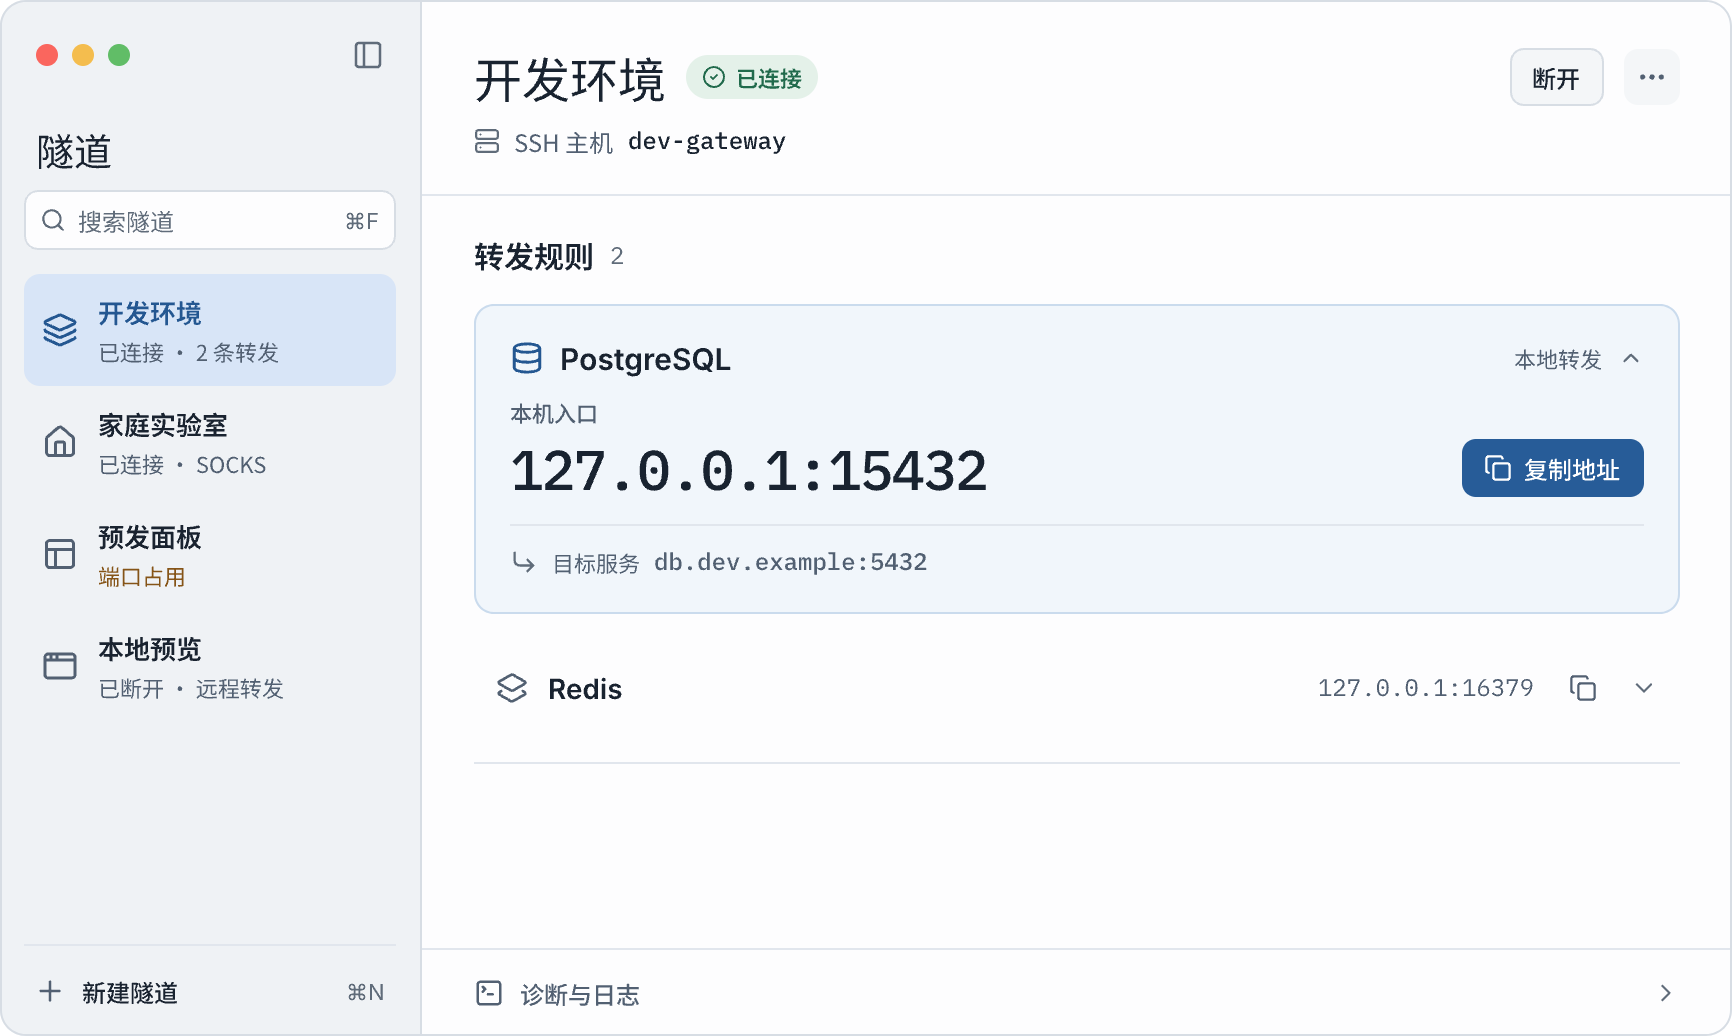 隧道
搜索隧道 ⌘F
开发环境
已连接 · 2 条转发
家庭实验室
已连接 · SOCKS
预发面板
端口占用
本地预览
已断开 · 远程转发
新建隧道 ⌘N
开发环境 已连接 断开
SSH 主机 dev-gateway
转发规则 2
PostgreSQL 本地转发
本机入口
127.0.0.1:15432 复制地址
目标服务 db.dev.example:5432
Redis 127.0.0.1:16379
诊断与日志